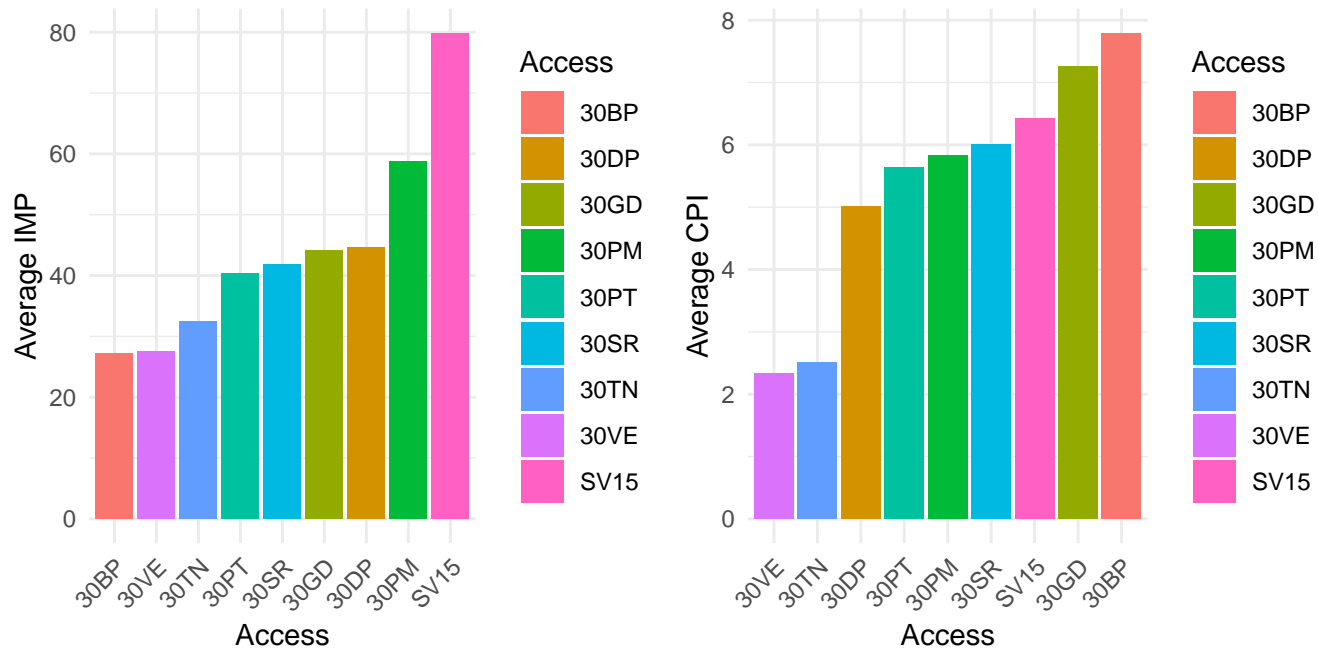 Average IMP
80
60
40
20
0
30BP
30VE
30TN
30PT
30SR
30GD
30DP
30PM
SV15
Access
Access
30BP
30DP
30GD
30PM
30PT
30SR
30TN
30VE
SV15
Average CPI
8
6
4
2
0
30VE
30TN
30DP
30PT
30PM
30SR
SV15
30GD
30BP
Access
Access
30BP
30DP
30GD
30PM
30PT
30SR
30TN
30VE
SV15